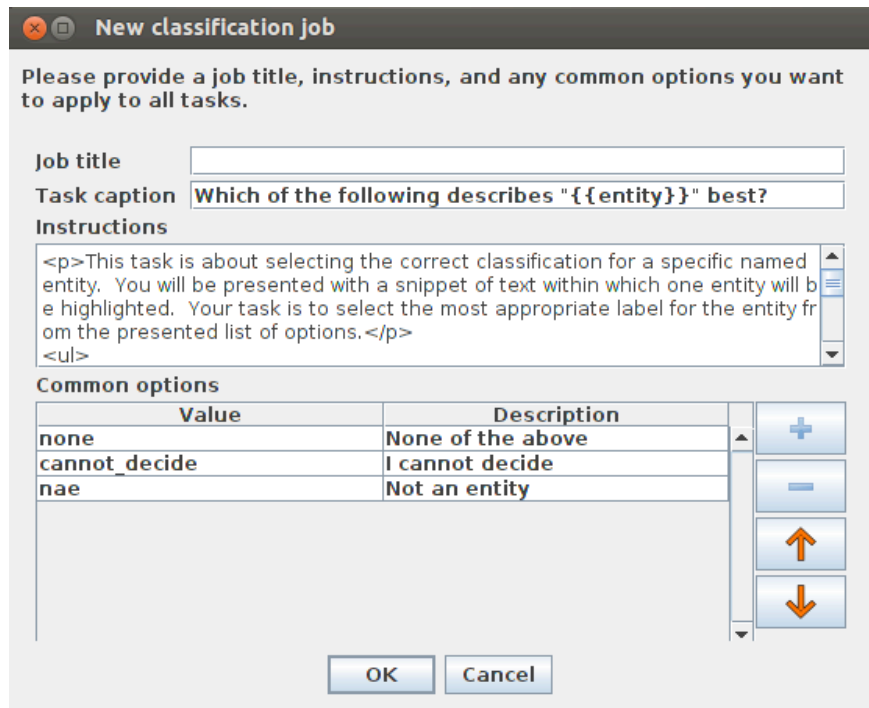 New classification job
Please provide a job title, instructions, and any common options you want
to apply to all tasks.
Job title
Task caption Which of the following describes "{{entity}}" best?
Instructions
<p>This task is about selecting the correct classification for a specific named
entity.  You will be presented with a snippet of text within which one entity will b
e highlighted.  Your task is to select the most appropriate label for the entity fr
om the presented list of options.</p>
<ul>
Common options
Value Description
none None of the above
cannot_decide I cannot decide
nae Not an entity
OK Cancel